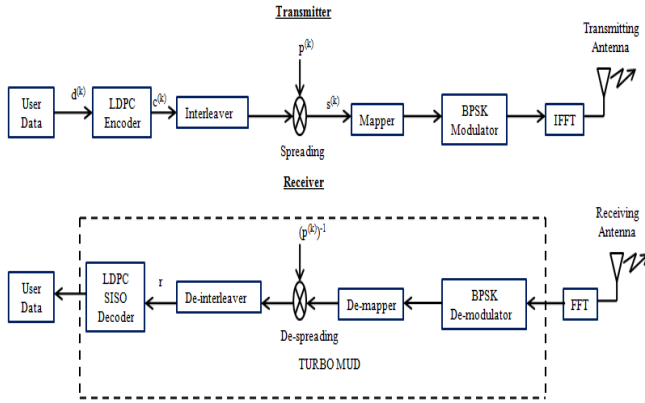 Transmitter
Transmitting
Antenna
p(k)
d(k)
c(k)
s(k)
User
Data
LDPC
Encoder
Interleaver
Mapper
BPSK
Modulator
IFFT
Spreading
Receiver
Receiving
Antenna
(p(k))-1
User
Data
LDPC
SISO
Decoder
r
De-interleaver
De-mapper
BPSK
De-modulator
FFT
De-spreading
TURBO MUD